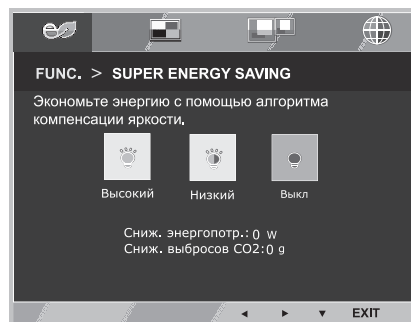 FUNC. > SUPER ENERGY SAVING
Экономьте энергию с помощью алгоритма
компенсации яркости.
Высокий Низкий Выкл
Сниж. энергопотр.: 0 W
Сниж. выбросов CO2:0 g
EXIT